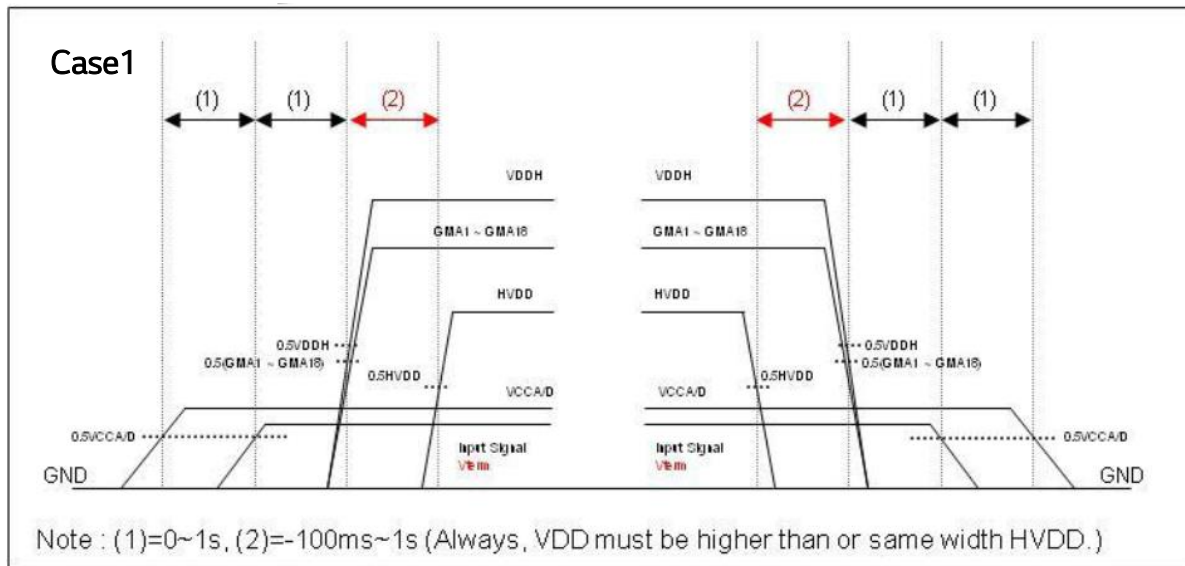 Case1
(1) (1) (2) (2) (1) (1)
VDDH VDDH
GMA1 ~ GMA18 GMA1 ~ GMA18
HVDD HVDD
0.5VDDH 0.5VDDH
0.5(GMA1 ~ GMA18) 0.5(GMA1 ~ GMA18)
0.5HVDD 0.5HVDD
VCCA/D VCCA/D
0.5VCCA/D 0.5VCCA/D
Input Signal Input Signal
Vterm Vterm
GND GND
Note : (1)=0~1s, (2)=-100ms~1s (Always, VDD must be higher than or same width HVDD.)